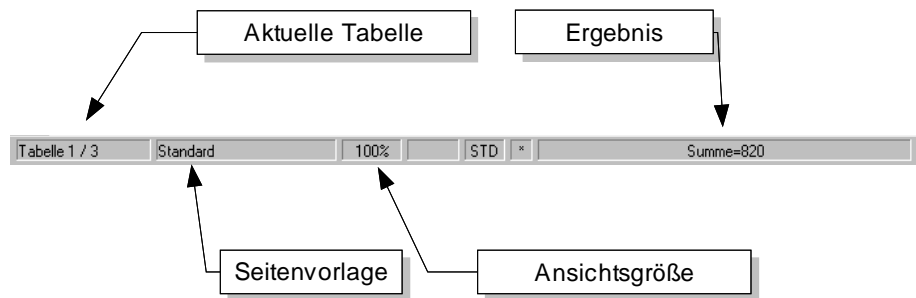 Aktuelle Tabelle
Ergebnis
Tabelle 1 / 3 Standard 100% STD * Summe=820
Seitenvorlage
Ansichtsgröße